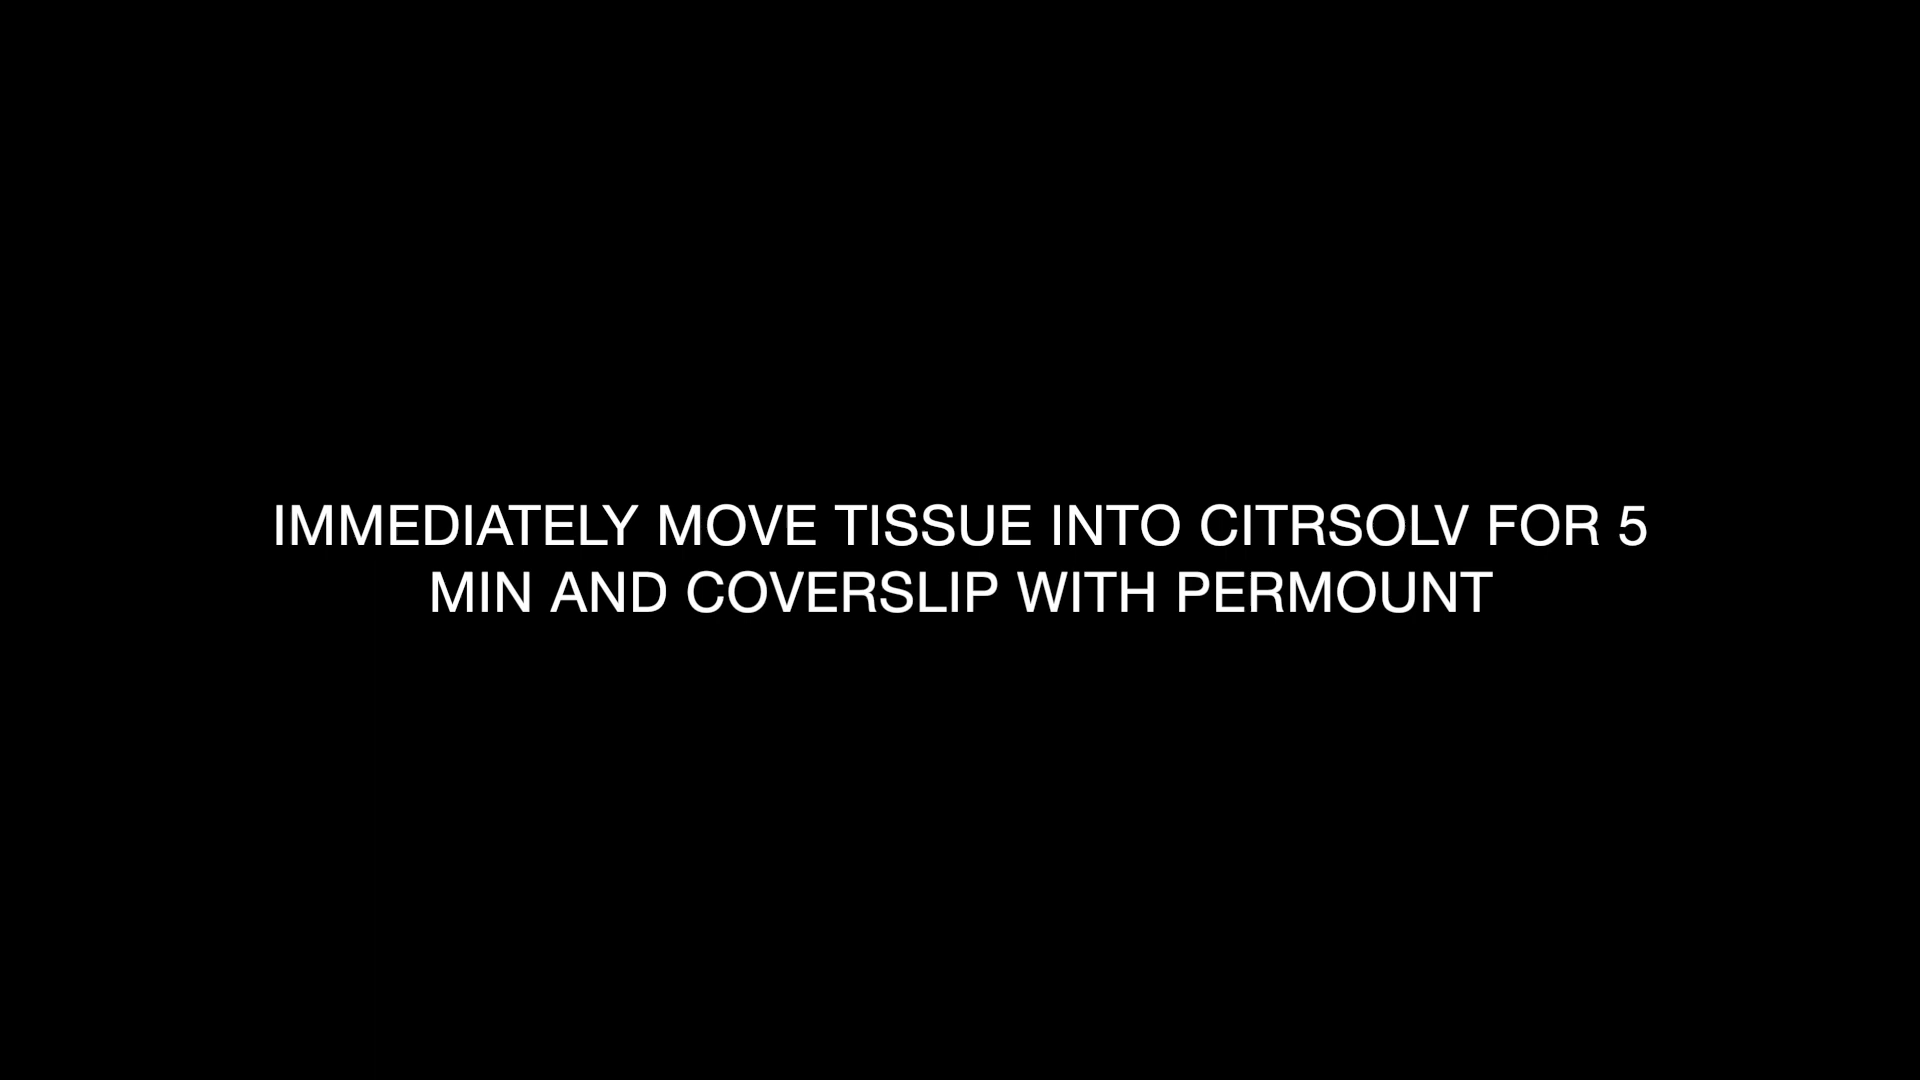 IMMEDIATELY MOVE TISSUE INTO CITRSOLV FOR 5
MIN AND COVERSLIP WITH PERMOUNT